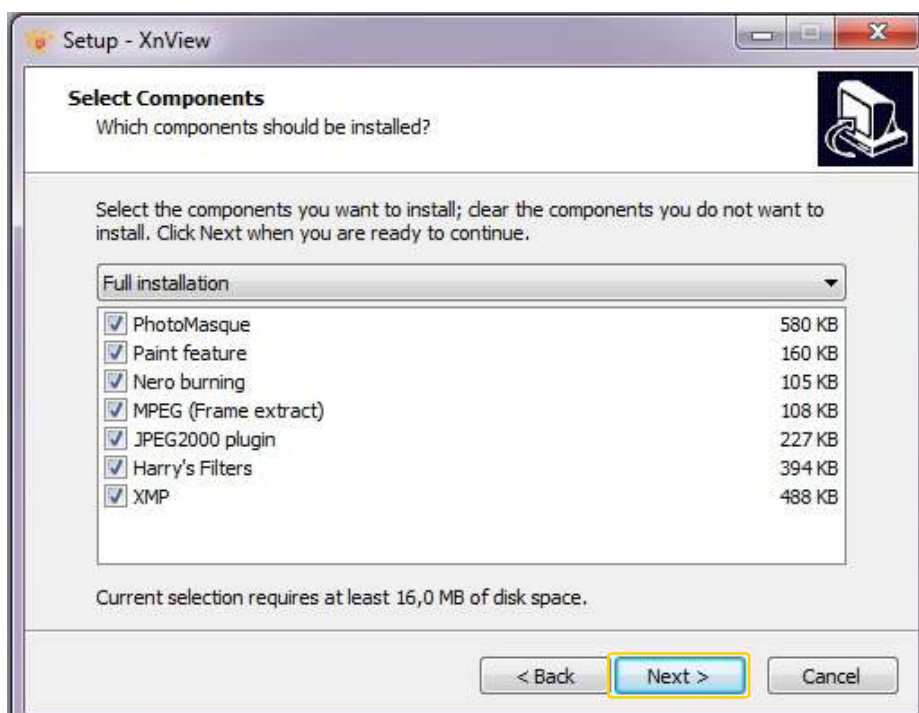 Setup - XnView
Select Components
Which components should be installed?
Select the components you want to install; clear the components you do not want to
install. Click Next when you are ready to continue.
Full installation
PhotoMasque 580 KB
Paint feature 160 KB
Nero burning 105 KB
MPEG (Frame extract) 108 KB
JPEG2000 plugin 227 KB
Harry's Filters 394 KB
XMP 488 KB
Current selection requires at least 16,0 MB of disk space.
< Back Next > Cancel